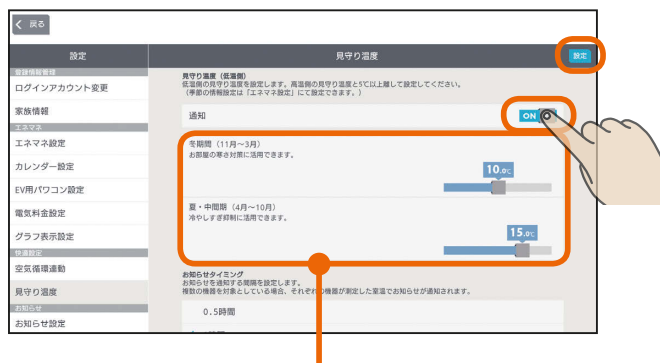 戻る
設定
見守り温度
設定
登録情報管理
ログインアカウント変更
家族情報
エネマネ
エネマネ設定
カレンダー設定
EV用パワコン設定
電気料金設定
グラフ表示設定
快適設定
空気循環連動
見守り温度
お知らせ
お知らせ設定
見守り温度（低温側）
低温側の見守り温度を設定します。高温側の見守り温度と5℃以上離して設定してください。
（季節の情報設定は「エネマネ設定」にて設定できます。）
通知
ON
冬期間（11月～3月）
お部屋の寒さ対策に活用できます。
10.0℃
夏・中間期（4月～10月）
冷やしすぎ抑制に活用できます。
15.0℃
お知らせタイミング
お知らせを通知する間隔を設定します。
複数の機器を対象としている場合、それぞれの機器が測定した室温でお知らせが通知されます。
0.5時間